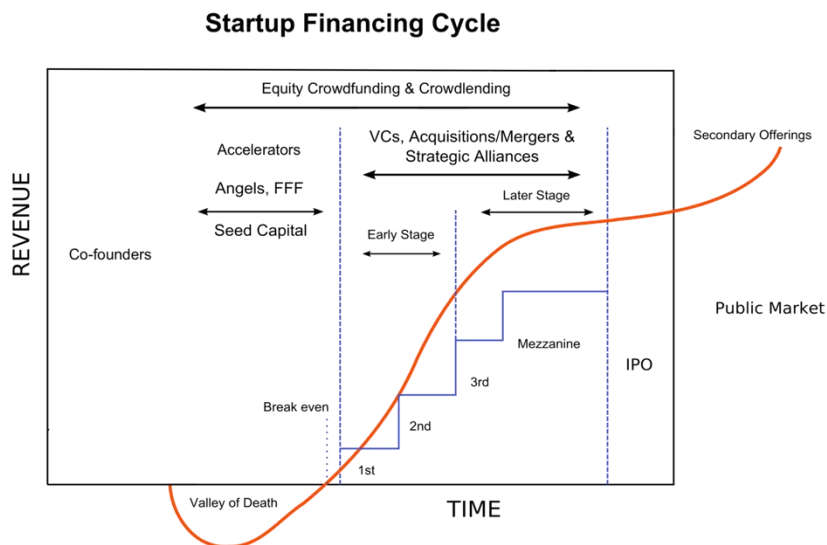 Startup Financing Cycle
Equity Crowdfunding & Crowdlending
VCs, Acquisitions/Mergers &
Strategic Alliances
Accelerators
Angels, FFF
Seed Capital
Secondary Offerings
Later Stage
Early Stage
Co-founders
REVENUE
Public Market
Mezzanine
IPO
3rd
Break even
2nd
1st
Valley of Death
TIME